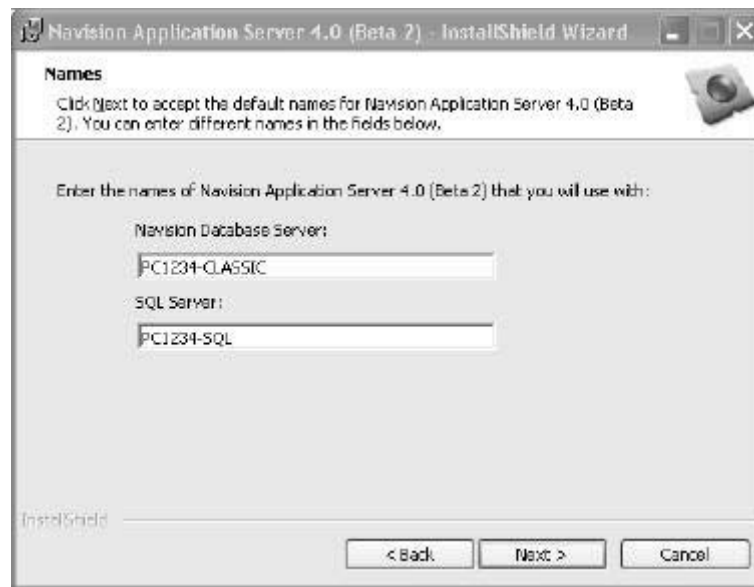 Navision Application Server 4.0 (Beta 2) - InstallShield Wizard
Names
Click Next to accept the default names for Navision Application Server 4.0 (Beta
2). You can enter different names in the fields below.
Enter the names of Navision Application Server 4.0 (Beta 2) that you will use with:
Navision Database Server:
PC1234-CLASSIC
SQL Server:
PC1234-SQL
InstallShield
< Back Next > Cancel